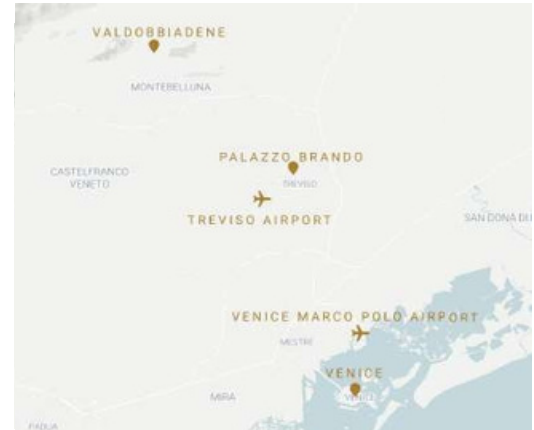 VALDOBBIADENE
MONTEBELLUNA
PALAZZO BRANDO
CASTELFRANCO
VENETO
TREVISO
TREVISO AIRPORT
SAN DONÀ DI
VENICE MARCO POLO AIRPORT
MESTRE
VENICE
MIRA
PADUA